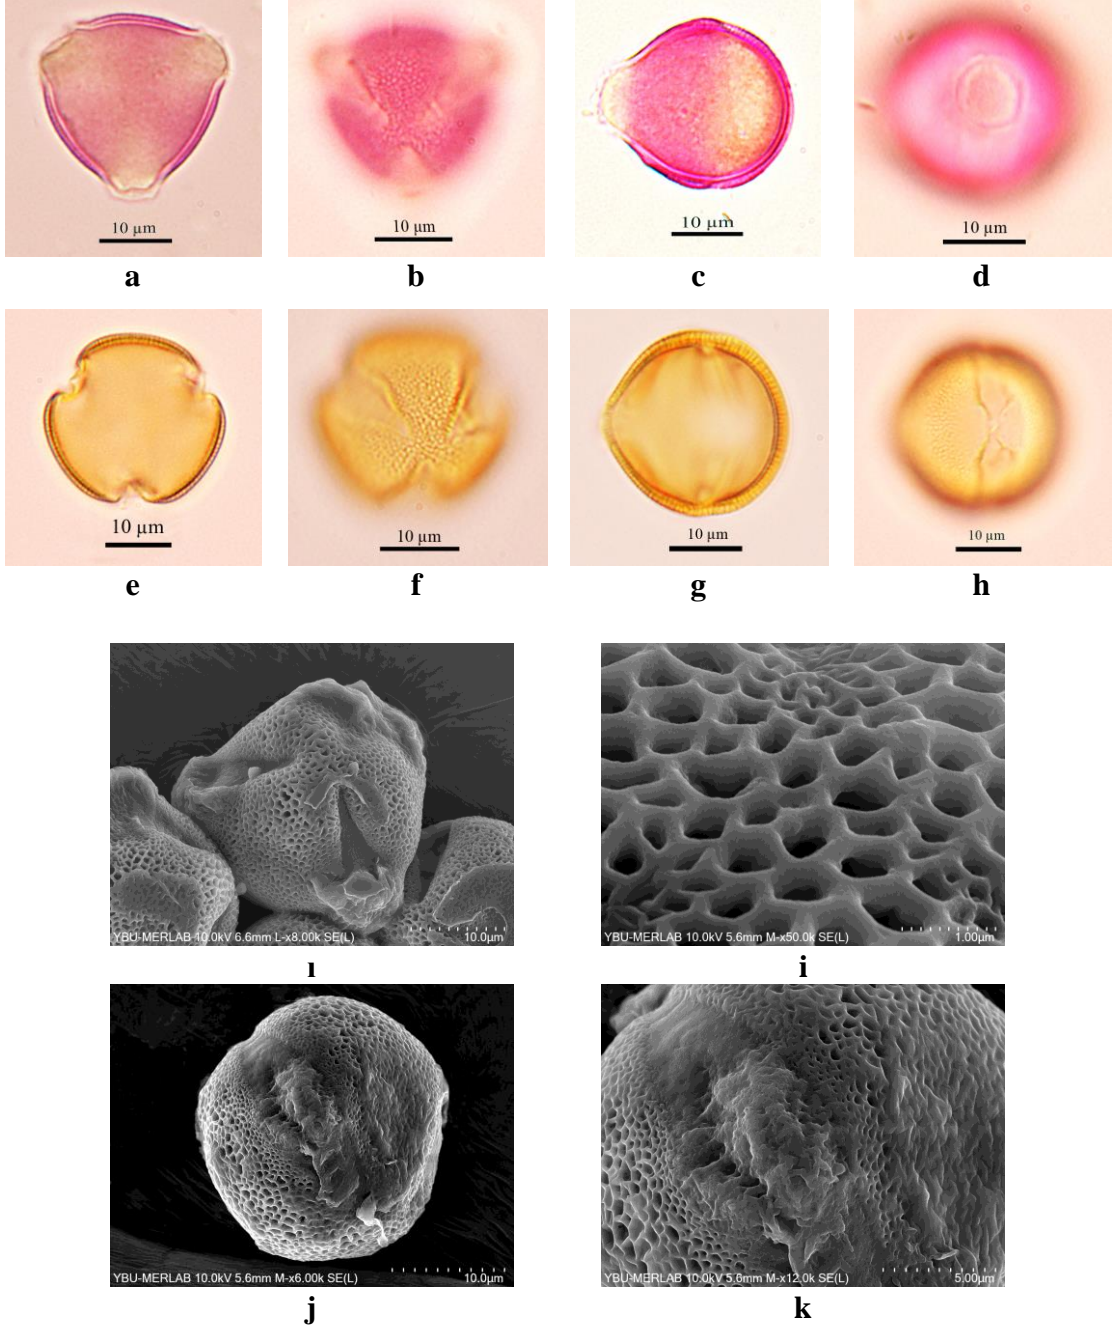 10 µm 10 µm 10 µm 10 µm
a b c d
10 µm 10 µm 10 µm 10 µm
e f g h
YBU-MERLAB 10.0kV 6.6mm L-x8.00k SE(L) 10.0µm YBU-MERLAB 10.0kV 5.6mm M-x50.0k SE(L) 1.00µm
ı i
YBU-MERLAB 10.0kV 5.6mm M-x6.00k SE(L) 10.0µm YBU-MERLAB 10.0kV 5.6mm M-x12.0k SE(L) 5.00µm
j k